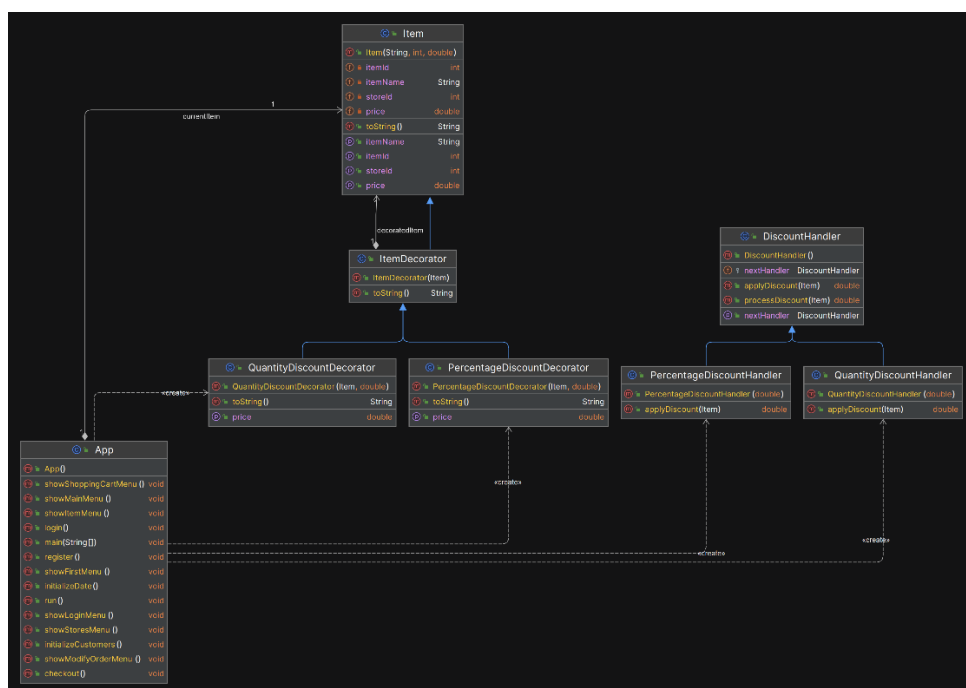 Item
Item(String, int, double)
itemId int
itemName String
storeId int
price double
toString() String
itemName String
itemId int
storeId int
price double
1
currentItem
decoratedItem
1
ItemDecorator
ItemDecorator(Item)
toString() String
DiscountHandler
DiscountHandler()
nextHandler DiscountHandler
applyDiscount(Item) double
processDiscount(Item) double
nextHandler DiscountHandler
QuantityDiscountDecorator
QuantityDiscountDecorator(Item, double)
toString() String
price double
PercentageDiscountDecorator
PercentageDiscountDecorator(Item, double)
toString() String
price double
PercentageDiscountHandler
PercentageDiscountHandler(double)
applyDiscount(Item) double
QuantityDiscountHandler
QuantityDiscountHandler(double)
applyDiscount(Item) double
«create»
«create»
«create»
«create»
1
App
App()
showShoppingCartMenu() void
showMainMenu() void
showItemMenu() void
login() void
main(String[]) void
register() void
showFirstMenu() void
initializeDate() void
run() void
showLoginMenu() void
showStoresMenu() void
initializeCustomers() void
showModifyOrderMenu() void
checkout() void